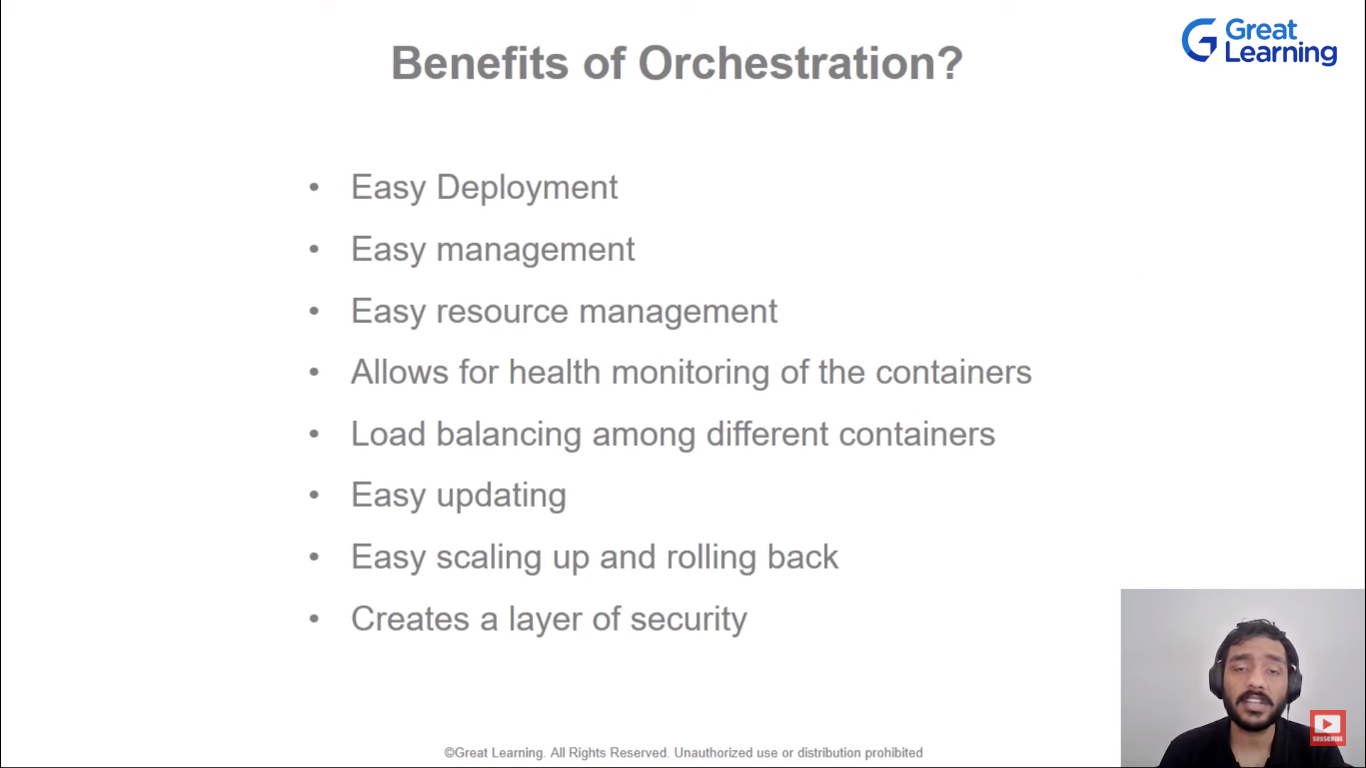 Great
Learning
Benefits of Orchestration?
• Easy Deployment
• Easy management
• Easy resource management
• Allows for health monitoring of the containers
• Load balancing among different containers
• Easy updating
• Easy scaling up and rolling back
• Creates a layer of security
SUBSCRIBE
©Great Learning. All Rights Reserved. Unauthorized use or distribution prohibited